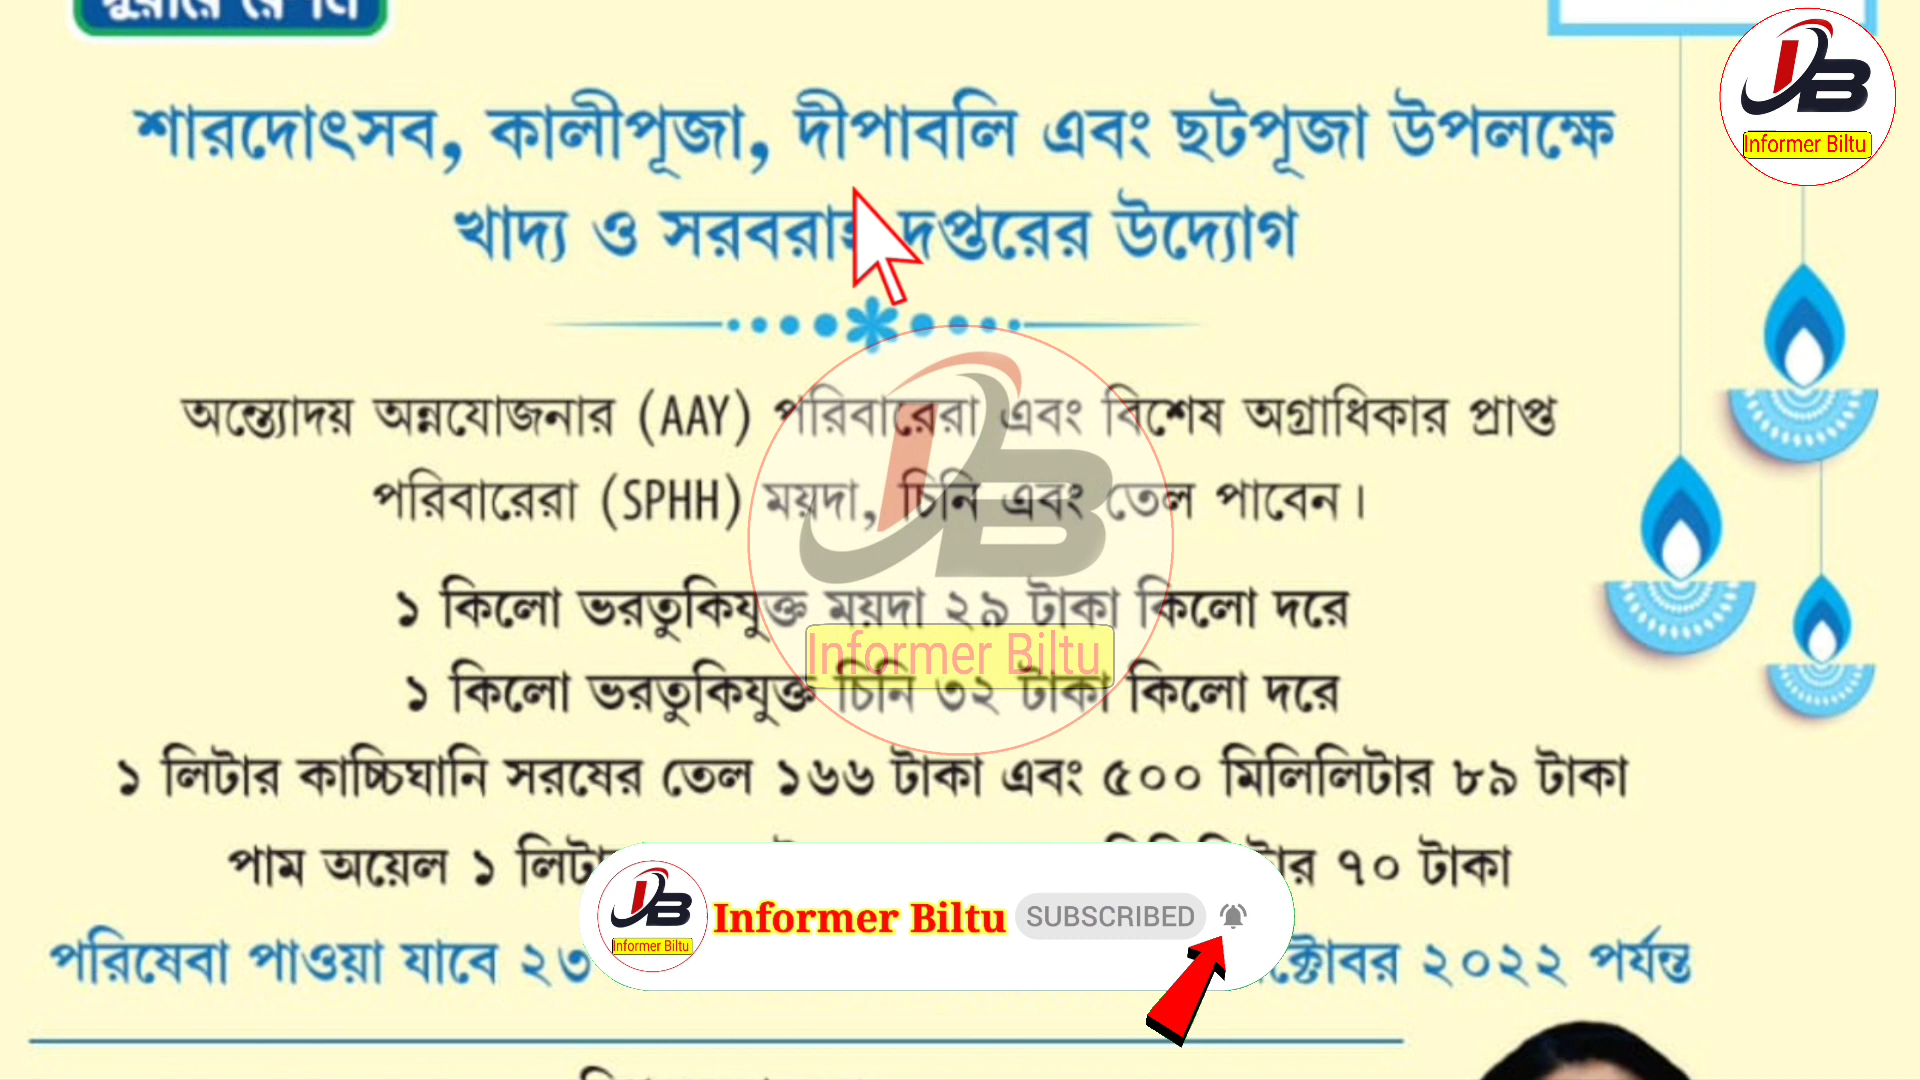 দুয়ারে রেশন
Informer Biltu
শারদোৎসব, কালীপূজা, দীপাবলি এবং ছটপূজা উপলক্ষে
খাদ্য ও সরবরাহ দপ্তরের উদ্যোগ
অন্ত্যোদয় অন্নযোজনার (AAY) পরিবারেরা এবং বিশেষ অগ্রাধিকার প্রাপ্ত
পরিবারেরা (SPHH) ময়দা, চিনি এবং তেল পাবেন।
১ কিলো ভরতুকিযুক্ত ময়দা ২৯ টাকা কিলো দরে
Informer Biltu
১ কিলো ভরতুকিযুক্ত চিনি ৩২ টাকা কিলো দরে
১ লিটার কাচ্চিঘানি সরষের তেল ১৬৬ টাকা এবং ৫০০ মিলিলিটার ৮৯ টাকা
পাম অয়েল ১ ৭০ টাকা
Informer Biltu
Informer Biltu SUBSCRIBED
পরিষেবা পাওয়া যাবে ২৩ ২০২২ পর্যন্ত